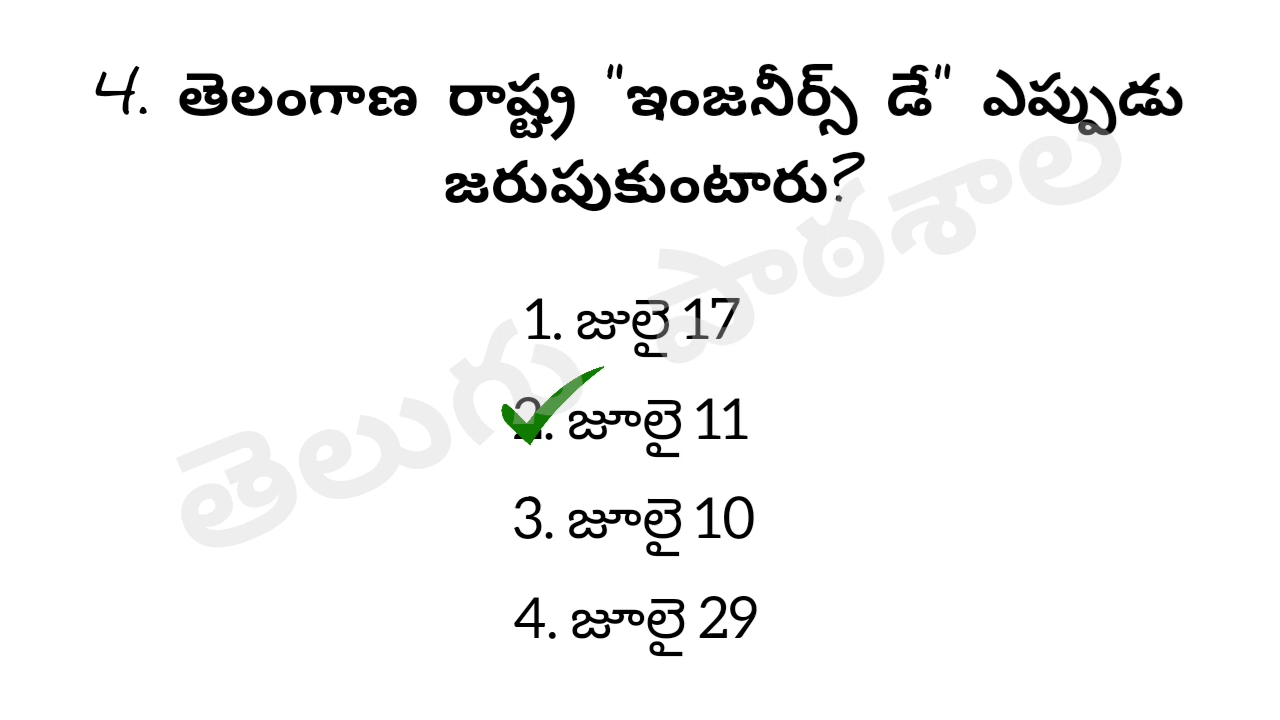 4. తెలంగాణ రాష్ట్ర "ఇంజనీర్స్ డే" ఎప్పుడు
జరుపుకుంటారు?
1. జులై 17
2. జూలై 11
3. జూలై 10
4. జూలై 29
తెలుగు పాఠశాల